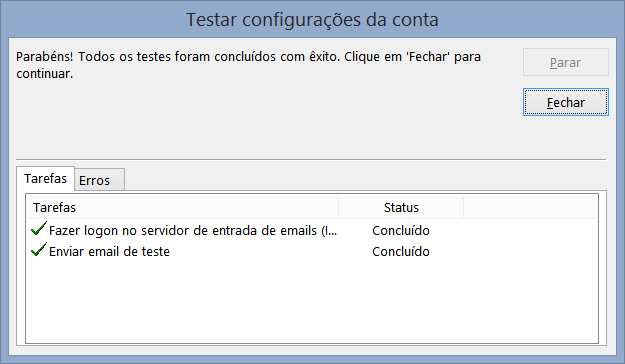 Testar configurações da conta
Parabéns! Todos os testes foram concluídos com êxito. Clique em 'Fechar' para
continuar.
Parar
Fechar
Tarefas Erros
Tarefas Status
Fazer logon no servidor de entrada de emails (I... Concluído
Enviar email de teste Concluído